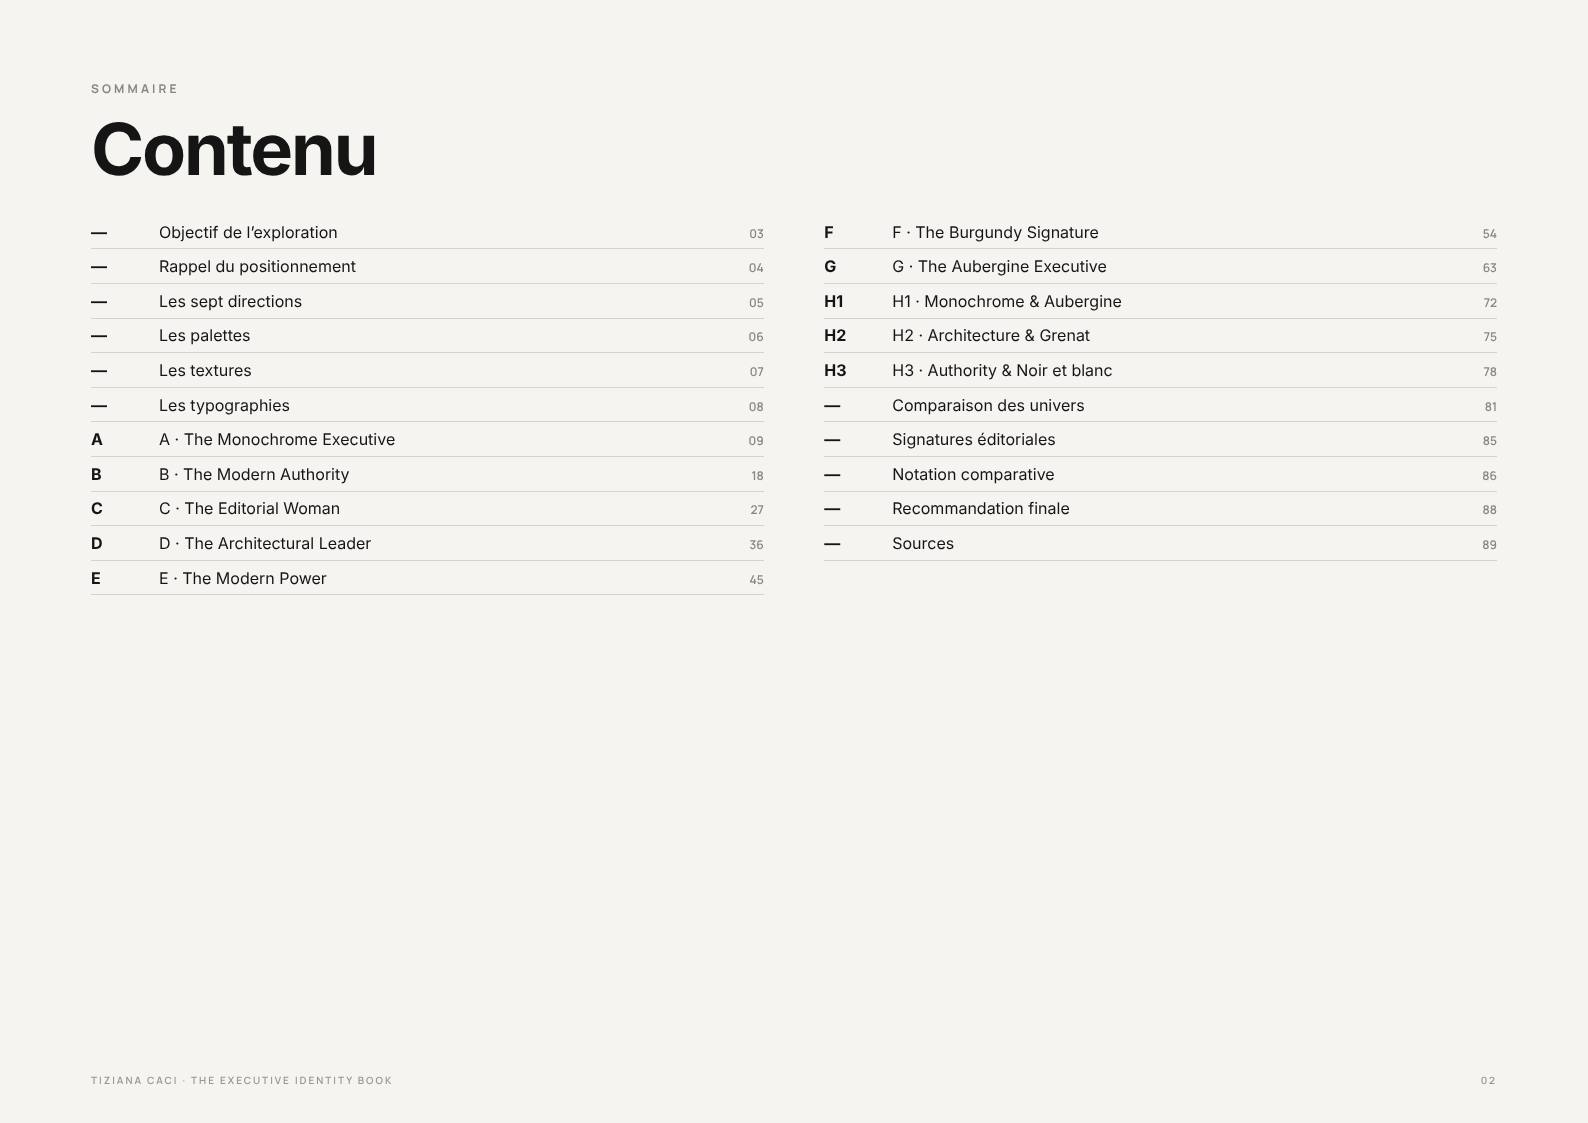 SOMMAIRE
Contenu
— Objectif de l’exploration 03
— Rappel du positionnement 04
— Les sept directions 05
— Les palettes 06
— Les textures 07
— Les typographies 08
A A · The Monochrome Executive 09
B B · The Modern Authority 18
C C · The Editorial Woman 27
D D · The Architectural Leader 36
E E · The Modern Power 45
F F · The Burgundy Signature 54
G G · The Aubergine Executive 63
H1 H1 · Monochrome & Aubergine 72
H2 H2 · Architecture & Grenat 75
H3 H3 · Authority & Noir et blanc 78
— Comparaison des univers 81
— Signatures éditoriales 85
— Notation comparative 86
— Recommandation finale 88
— Sources 89
TIZIANA CACI · THE EXECUTIVE IDENTITY BOOK 02